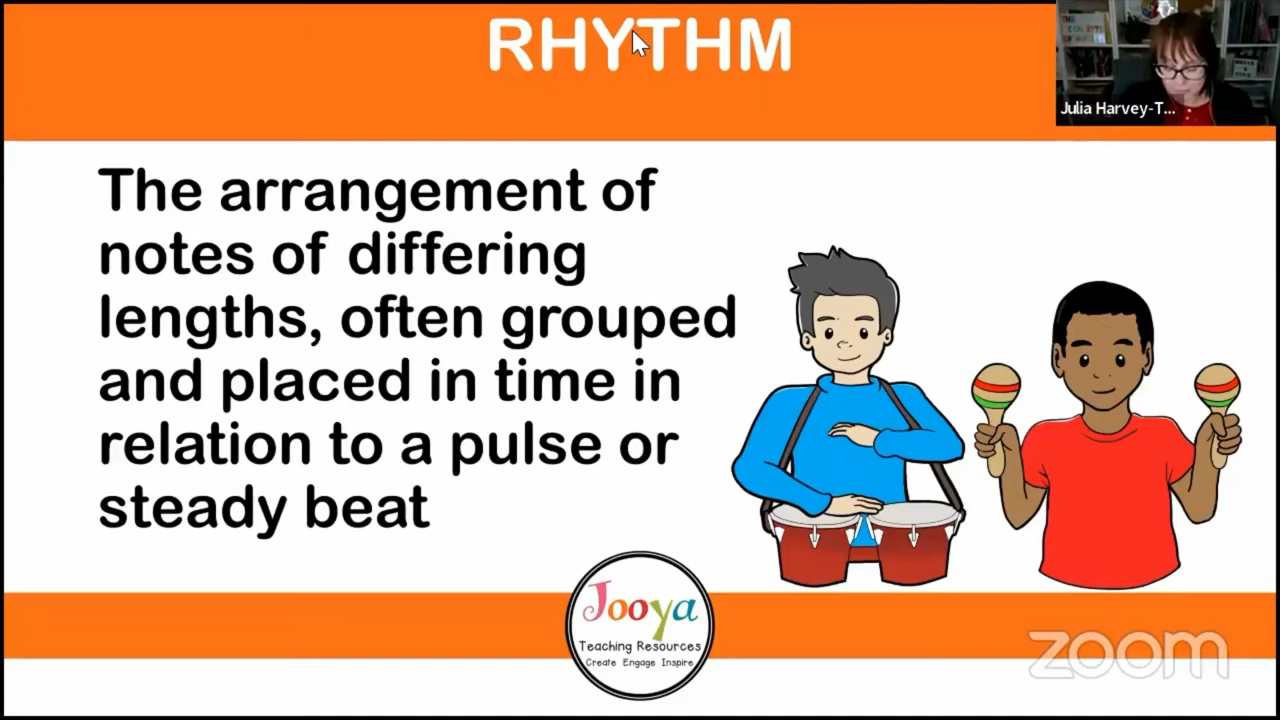 RHYTHM
Julia Harvey-T...
The arrangement of
notes of differing
lengths, often grouped
and placed in time in
relation to a pulse or
steady beat
Jooya
Teaching Resources
Create Engage Inspire
zoom